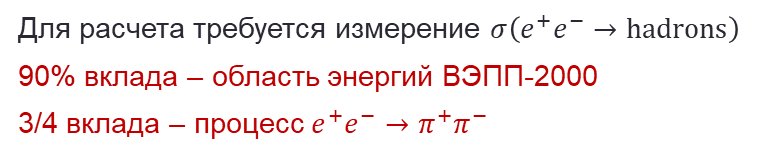 Для расчета требуется измерение σ(e⁺e⁻ → hadrons)
90% вклада – область энергий ВЭПП-2000
3/4 вклада – процесс e⁺e⁻ → π⁺π⁻